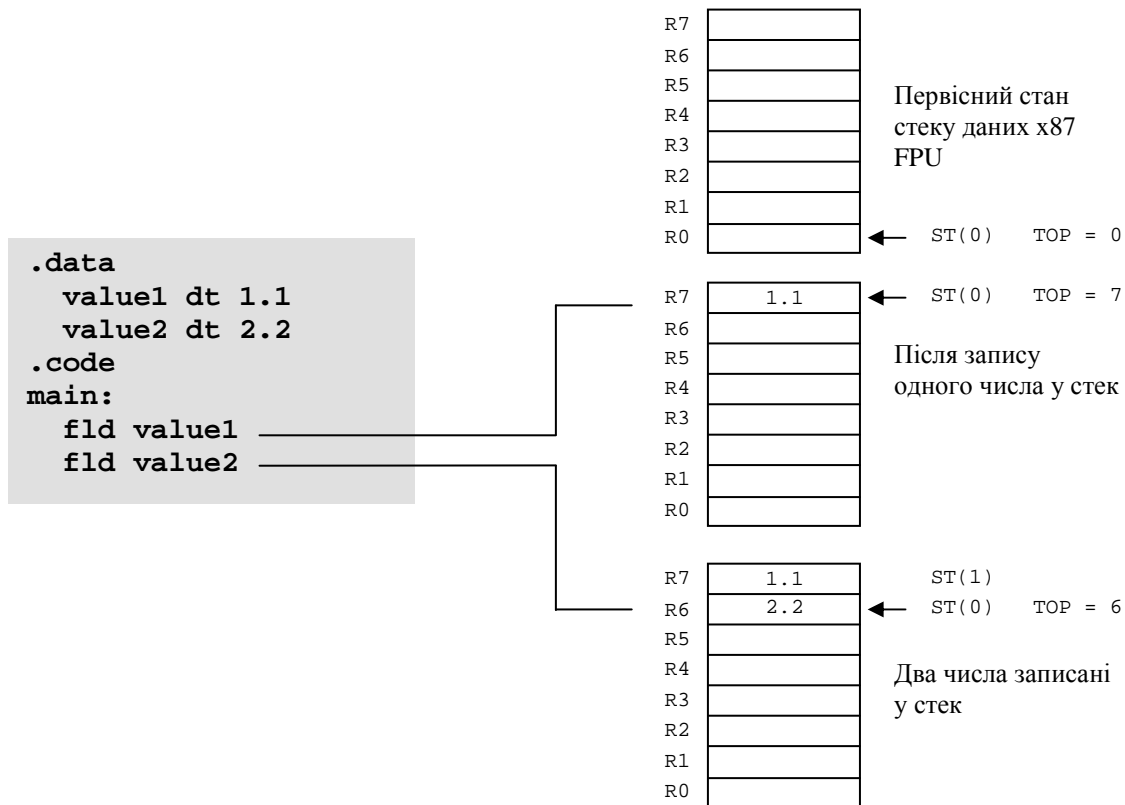 R7
R6
R5
R4
R3
R2
R1
R0 ST(0) TOP = 0
Первісний стан
стеку даних x87
FPU
.data
value1 dt 1.1
value2 dt 2.2
.code
main:
fld value1
fld value2
R7 1.1 ST(0) TOP = 7
R6
R5
R4
R3
R2
R1
R0
Після запису
одного числа у стек
R7 1.1 ST(1)
R6 2.2 ST(0) TOP = 6
R5
R4
R3
R2
R1
R0
Два числа записані
у стек